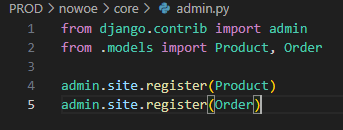 PROD > nowoe > core > admin.py
1 from django.contrib import admin
2 from .models import Product, Order
3
4 admin.site.register(Product)
5 admin.site.register(Order)